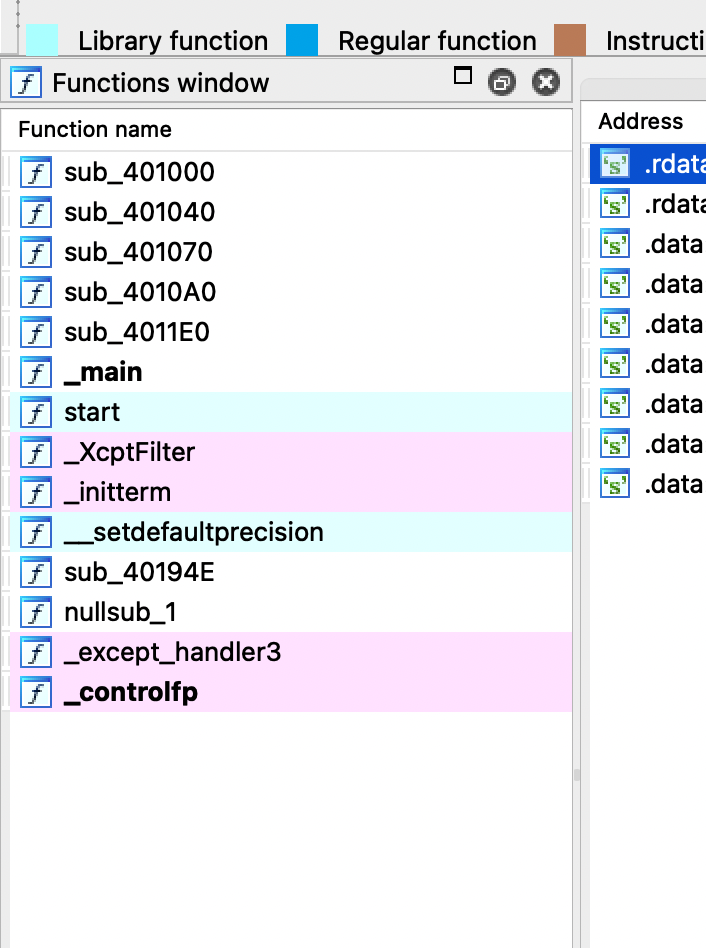 Library function Regular function Instructi
Functions window
Function name
sub_401000
sub_401040
sub_401070
sub_4010A0
sub_4011E0
_main
start
_XcptFilter
_initterm
__setdefaultprecision
sub_40194E
nullsub_1
_except_handler3
_controlfp
Address
.rdata
.rdata
.data
.data
.data
.data
.data
.data
.data